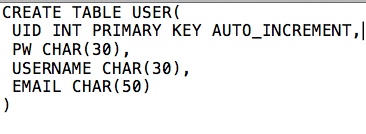 CREATE TABLE USER(
UID INT PRIMARY KEY AUTO_INCREMENT,
PW CHAR(30),
USERNAME CHAR(30),
EMAIL CHAR(50)
)